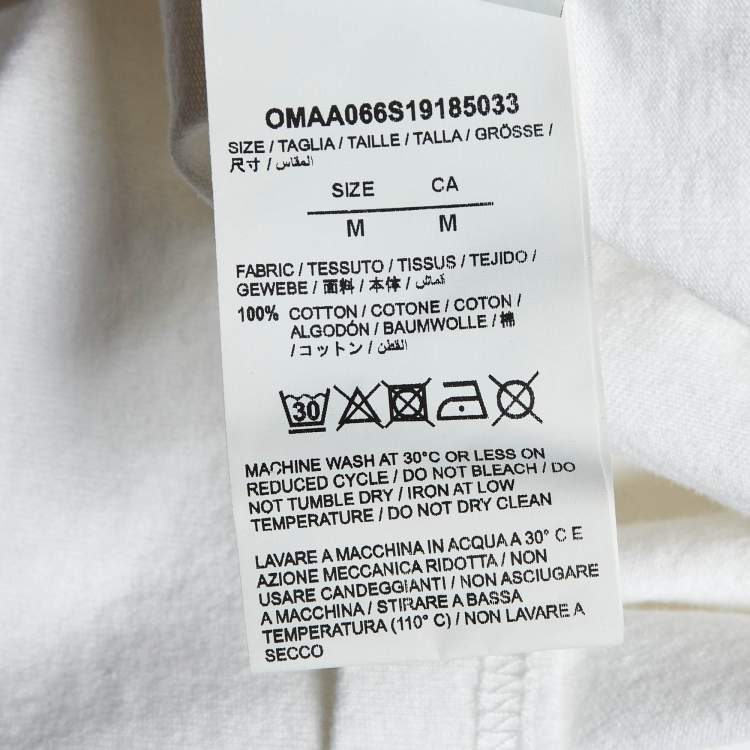 OMAA066S19185033
SIZE / TAGLIA / TAILLE / TALLA / GRÖSSE /
尺寸 / المقاس /
SIZE CA
M M
FABRIC / TESSUTO / TISSUS / TEJIDO /
GEWEBE / 面料 / 本体 / قماش /
100% COTTON / COTONE / COTON /
ALGODÓN / BAUMWOLLE / 棉
/ コットン / القطن /
30
MACHINE WASH AT 30°C OR LESS ON
REDUCED CYCLE / DO NOT BLEACH / DO
NOT TUMBLE DRY / IRON AT LOW
TEMPERATURE / DO NOT DRY CLEAN
LAVARE A MACCHINA IN ACQUA A 30° C E
AZIONE MECCANICA RIDOTTA / NON
USARE CANDEGGIANTI / NON ASCIUGARE
A MACCHINA / STIRARE A BASSA
TEMPERATURA (110° C) / NON LAVARE A
SECCO